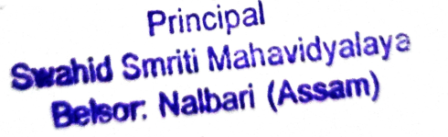 Principal
Swahid Smriti Mahavidyalaya
Belsor: Nalbari (Assam)